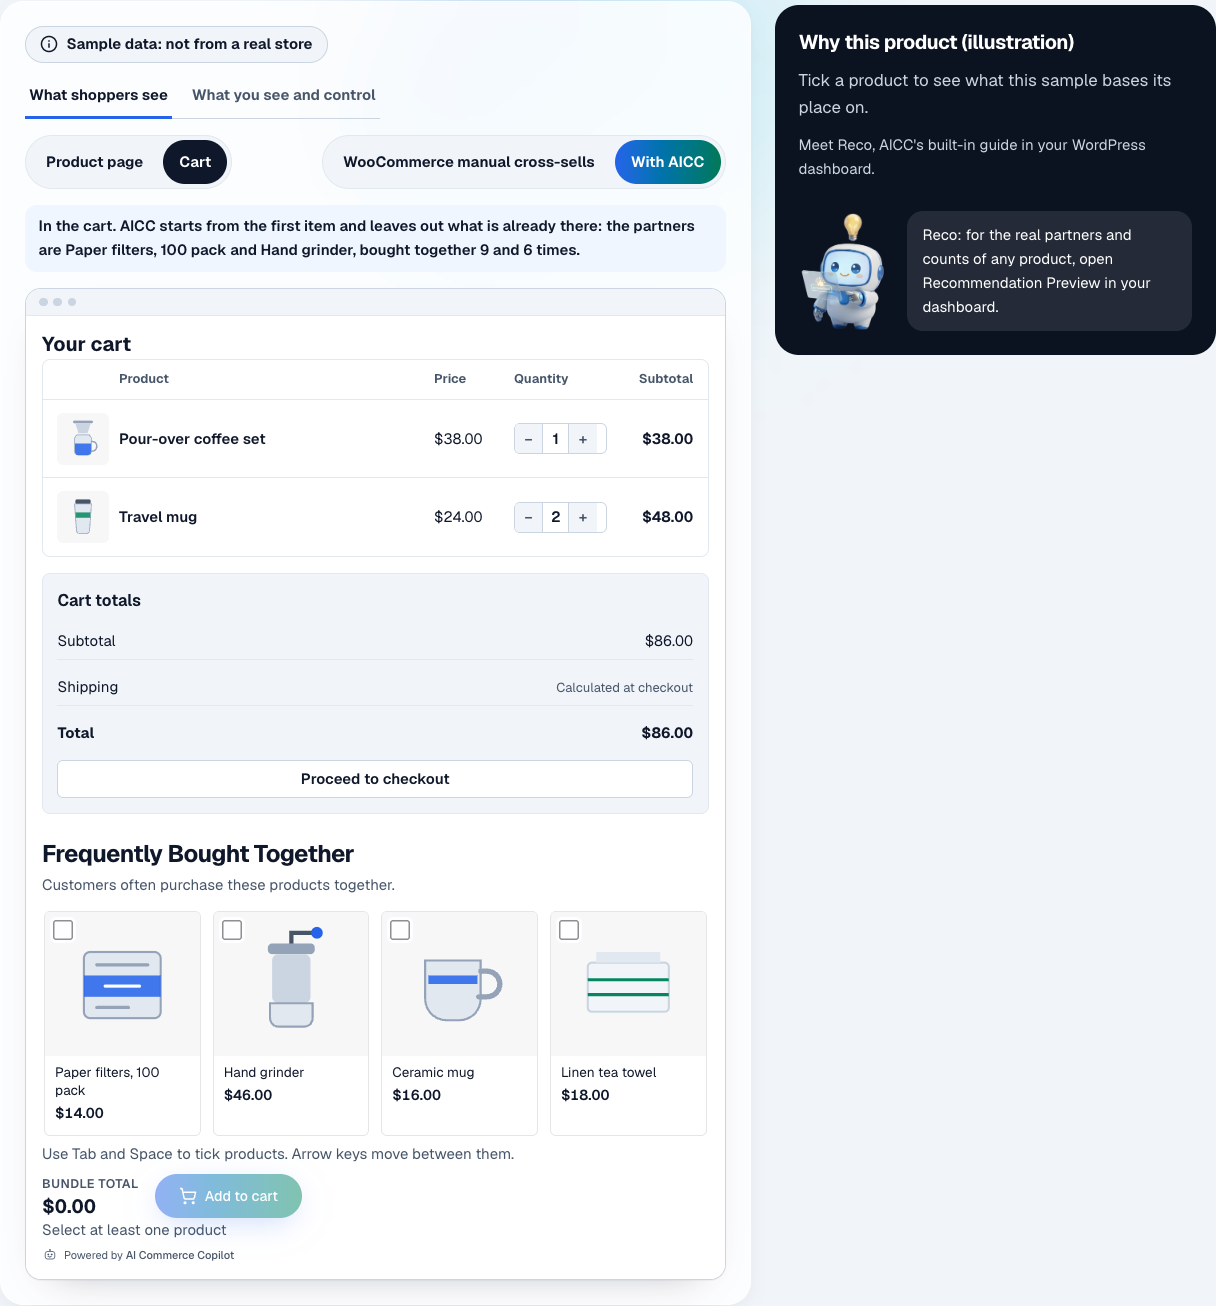 Sample data: not from a real store
What shoppers see
What you see and control
Product page
Cart
WooCommerce manual cross-sells
With AICC
In the cart. AICC starts from the first item and leaves out what is already there: the partners
are Paper filters, 100 pack and Hand grinder, bought together 9 and 6 times.
Your cart
Product Price Quantity Subtotal
Pour-over coffee set $38.00 − 1 + $38.00
Travel mug $24.00 − 2 + $48.00
Cart totals
Subtotal $86.00
Shipping Calculated at checkout
Total $86.00
Proceed to checkout
Frequently Bought Together
Customers often purchase these products together.
Paper filters, 100
pack
$14.00
Hand grinder
$46.00
Ceramic mug
$16.00
Linen tea towel
$18.00
Use Tab and Space to tick products. Arrow keys move between them.
BUNDLE TOTAL
$0.00
Add to cart
Select at least one product
Powered by AI Commerce Copilot
Why this product (illustration)
Tick a product to see what this sample bases its
place on.
Meet Reco, AICC's built-in guide in your WordPress
dashboard.
Reco: for the real partners and
counts of any product, open
Recommendation Preview in your
dashboard.